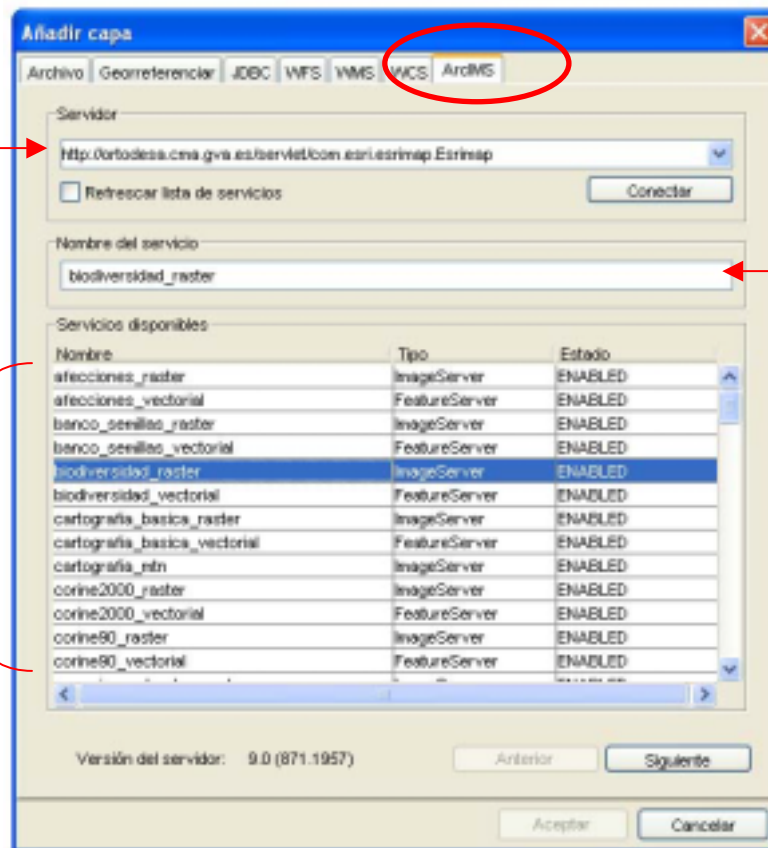 Añadir capa
Archivo Georreferenciar JDBC WFS WMS WCS ArcIMS
Servidor
http://ortodesa.cma.gva.es/servlet/com.esri.esrimap.Esrimap
Refrescar lista de servicios Conectar
Nombre del servicio
biodiversidad_raster
Servicios disponibles
Nombre Tipo Estado
afecciones_raster ImageServer ENABLED
afecciones_vectorial FeatureServer ENABLED
banco_semillas_raster ImageServer ENABLED
banco_semillas_vectorial FeatureServer ENABLED
biodiversidad_raster ImageServer ENABLED
biodiversidad_vectorial FeatureServer ENABLED
cartografia_basica_raster ImageServer ENABLED
cartografia_basica_vectorial FeatureServer ENABLED
cartografia_mtn ImageServer ENABLED
corine2000_raster ImageServer ENABLED
corine2000_vectorial FeatureServer ENABLED
corine90_raster ImageServer ENABLED
corine90_vectorial FeatureServer ENABLED
Versión del servidor: 9.0 (871.1957) Anterior Siguiente
Aceptar Cancelar